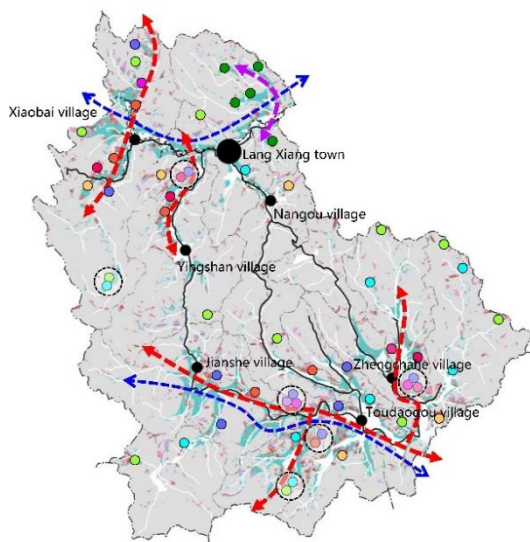 Xiaobai village
Lang Xiang town
Nangou village
Yingshan village
Jianshe village
Zhengchang village
Toudaogou village